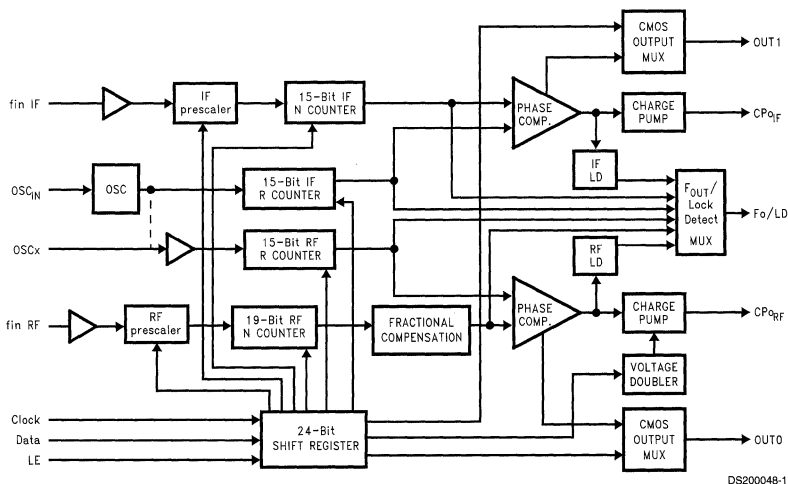 CMOS
OUTPUT
MUX
OUT1
fin IF
IF
prescaler
15-Bit IF
N COUNTER
PHASE
COMP.
CHARGE
PUMP
CPoIF
IF
LD
OSCIN
OSC
15-Bit IF
R COUNTER
FOUT/
Lock
Detect
MUX
Fo/LD
OSCx
15-Bit RF
R COUNTER
RF
LD
fin RF
RF
prescaler
19-Bit RF
N COUNTER
FRACTIONAL
COMPENSATION
PHASE
COMP.
CHARGE
PUMP
CPoRF
VOLTAGE
DOUBLER
Clock
Data
LE
24-Bit
SHIFT REGISTER
CMOS
OUTPUT
MUX
OUT0
DS200048-1